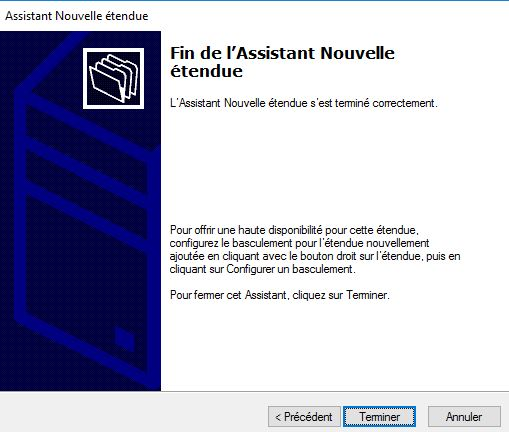 Assistant Nouvelle étendue
Fin de l'Assistant Nouvelle
étendue
L'Assistant Nouvelle étendue s'est terminé correctement.
Pour offrir une haute disponibilité pour cette étendue,
configurez le basculement pour l'étendue nouvellement
ajoutée en cliquant avec le bouton droit sur l'étendue, puis en
cliquant sur Configurer un basculement.
Pour fermer cet Assistant, cliquez sur Terminer.
< Précédent Terminer Annuler